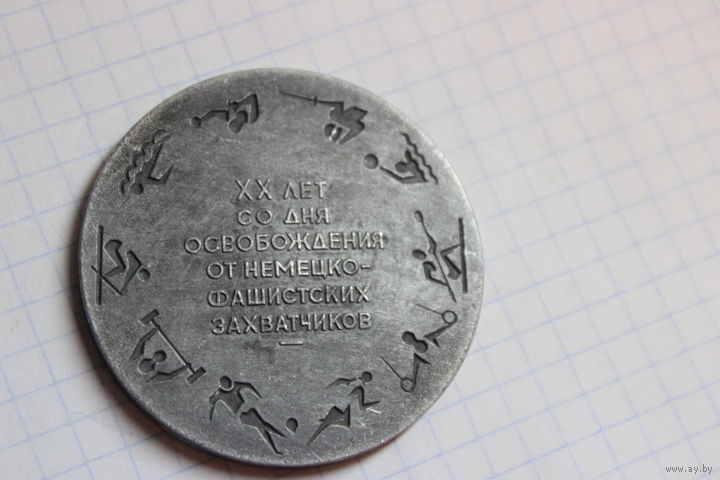 XX ЛЕТ
СО ДНЯ
ОСВОБОЖДЕНИЯ
ОТ НЕМЕЦКО-
ФАШИСТСКИХ
ЗАХВАТЧИКОВ
www.ay.by